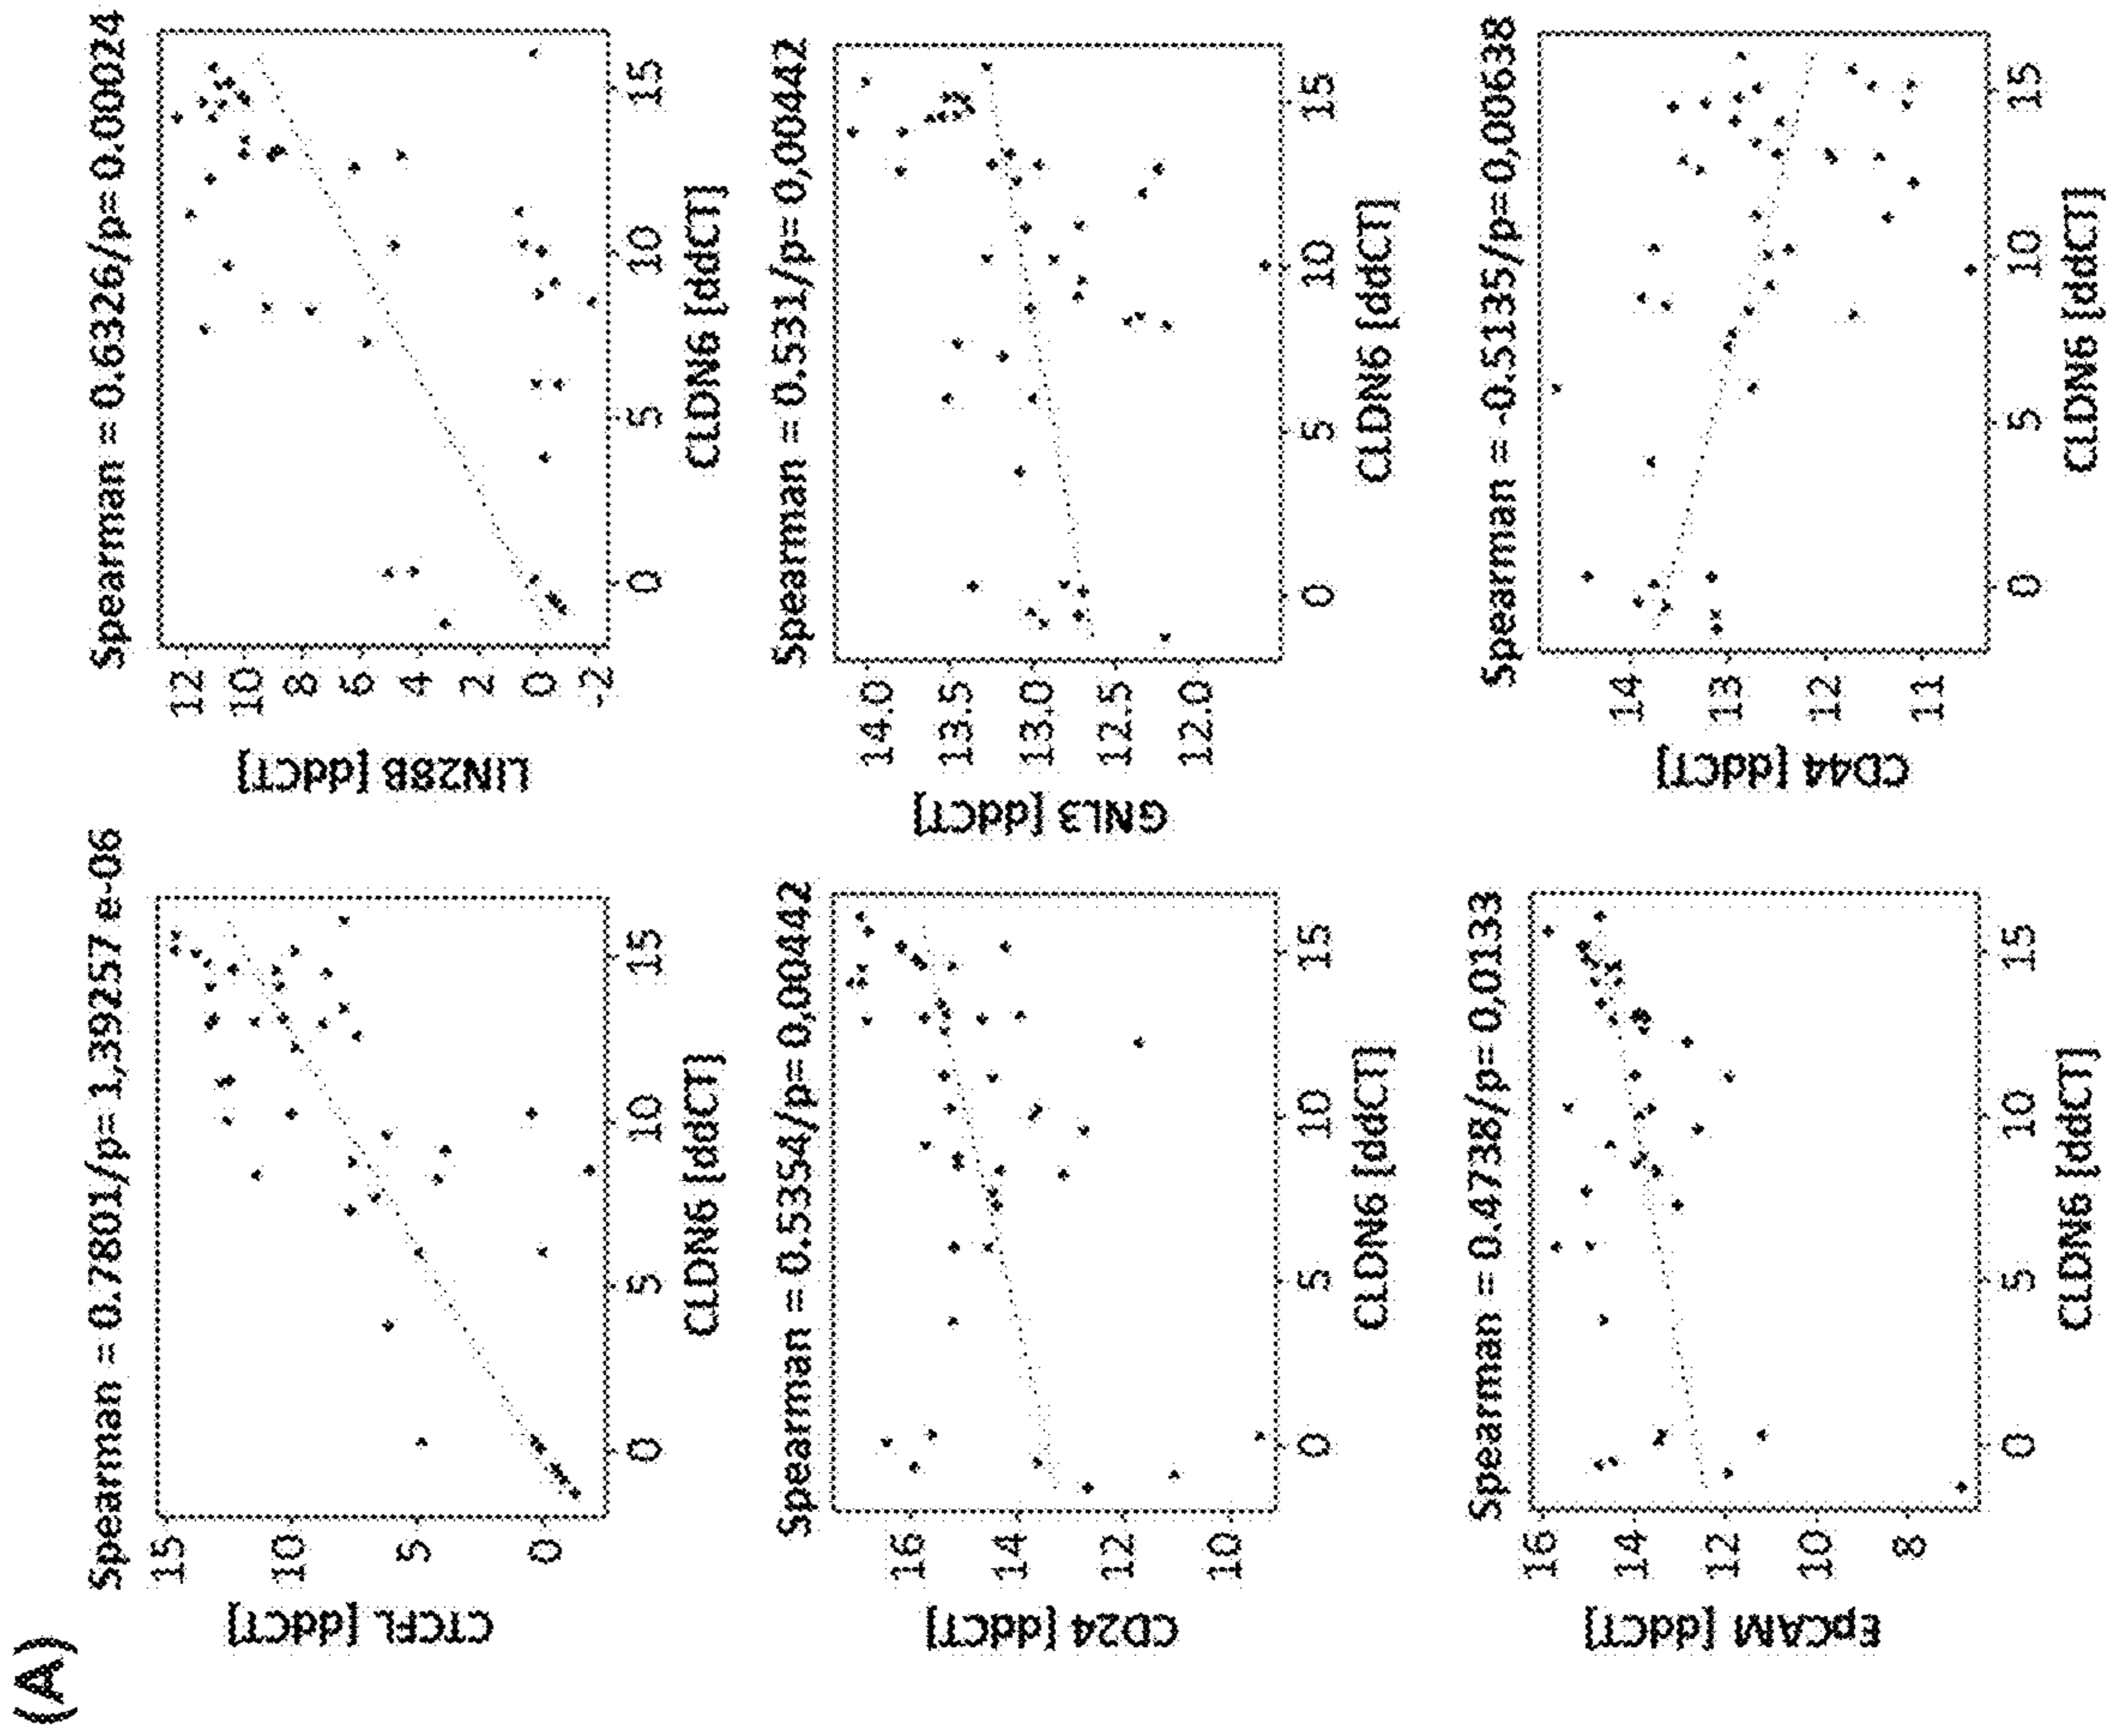 (A)
Spearman = 0.7801/p= 1,39257 e-06
CTCFL [ddCT]
15
10
5
0
0 5 10 15
CLDN6 [ddCT]
Spearman = 0.6326/p= 0.00024
LIN28B [ddCT]
12
10
8
6
4
2
0
-2
0 5 10 15
CLDN6 [ddCT]
Spearman = 0.5354/p= 0,00442
CD24 [ddCT]
16
14
12
10
0 5 10 15
CLDN6 [ddCT]
Spearman = 0.531/p= 0,00442
GNL3 [ddCT]
14.0
13.5
13.0
12.5
12.0
0 5 10 15
CLDN6 [ddCT]
Spearman = 0.4738/p= 0,0133
EpCAM [ddCT]
16
14
12
10
8
0 5 10 15
CLDN6 [ddCT]
Spearman = -0.5135/p= 0,00638
CD44 [ddCT]
14
13
12
11
0 5 10 15
CLDN6 [ddCT]